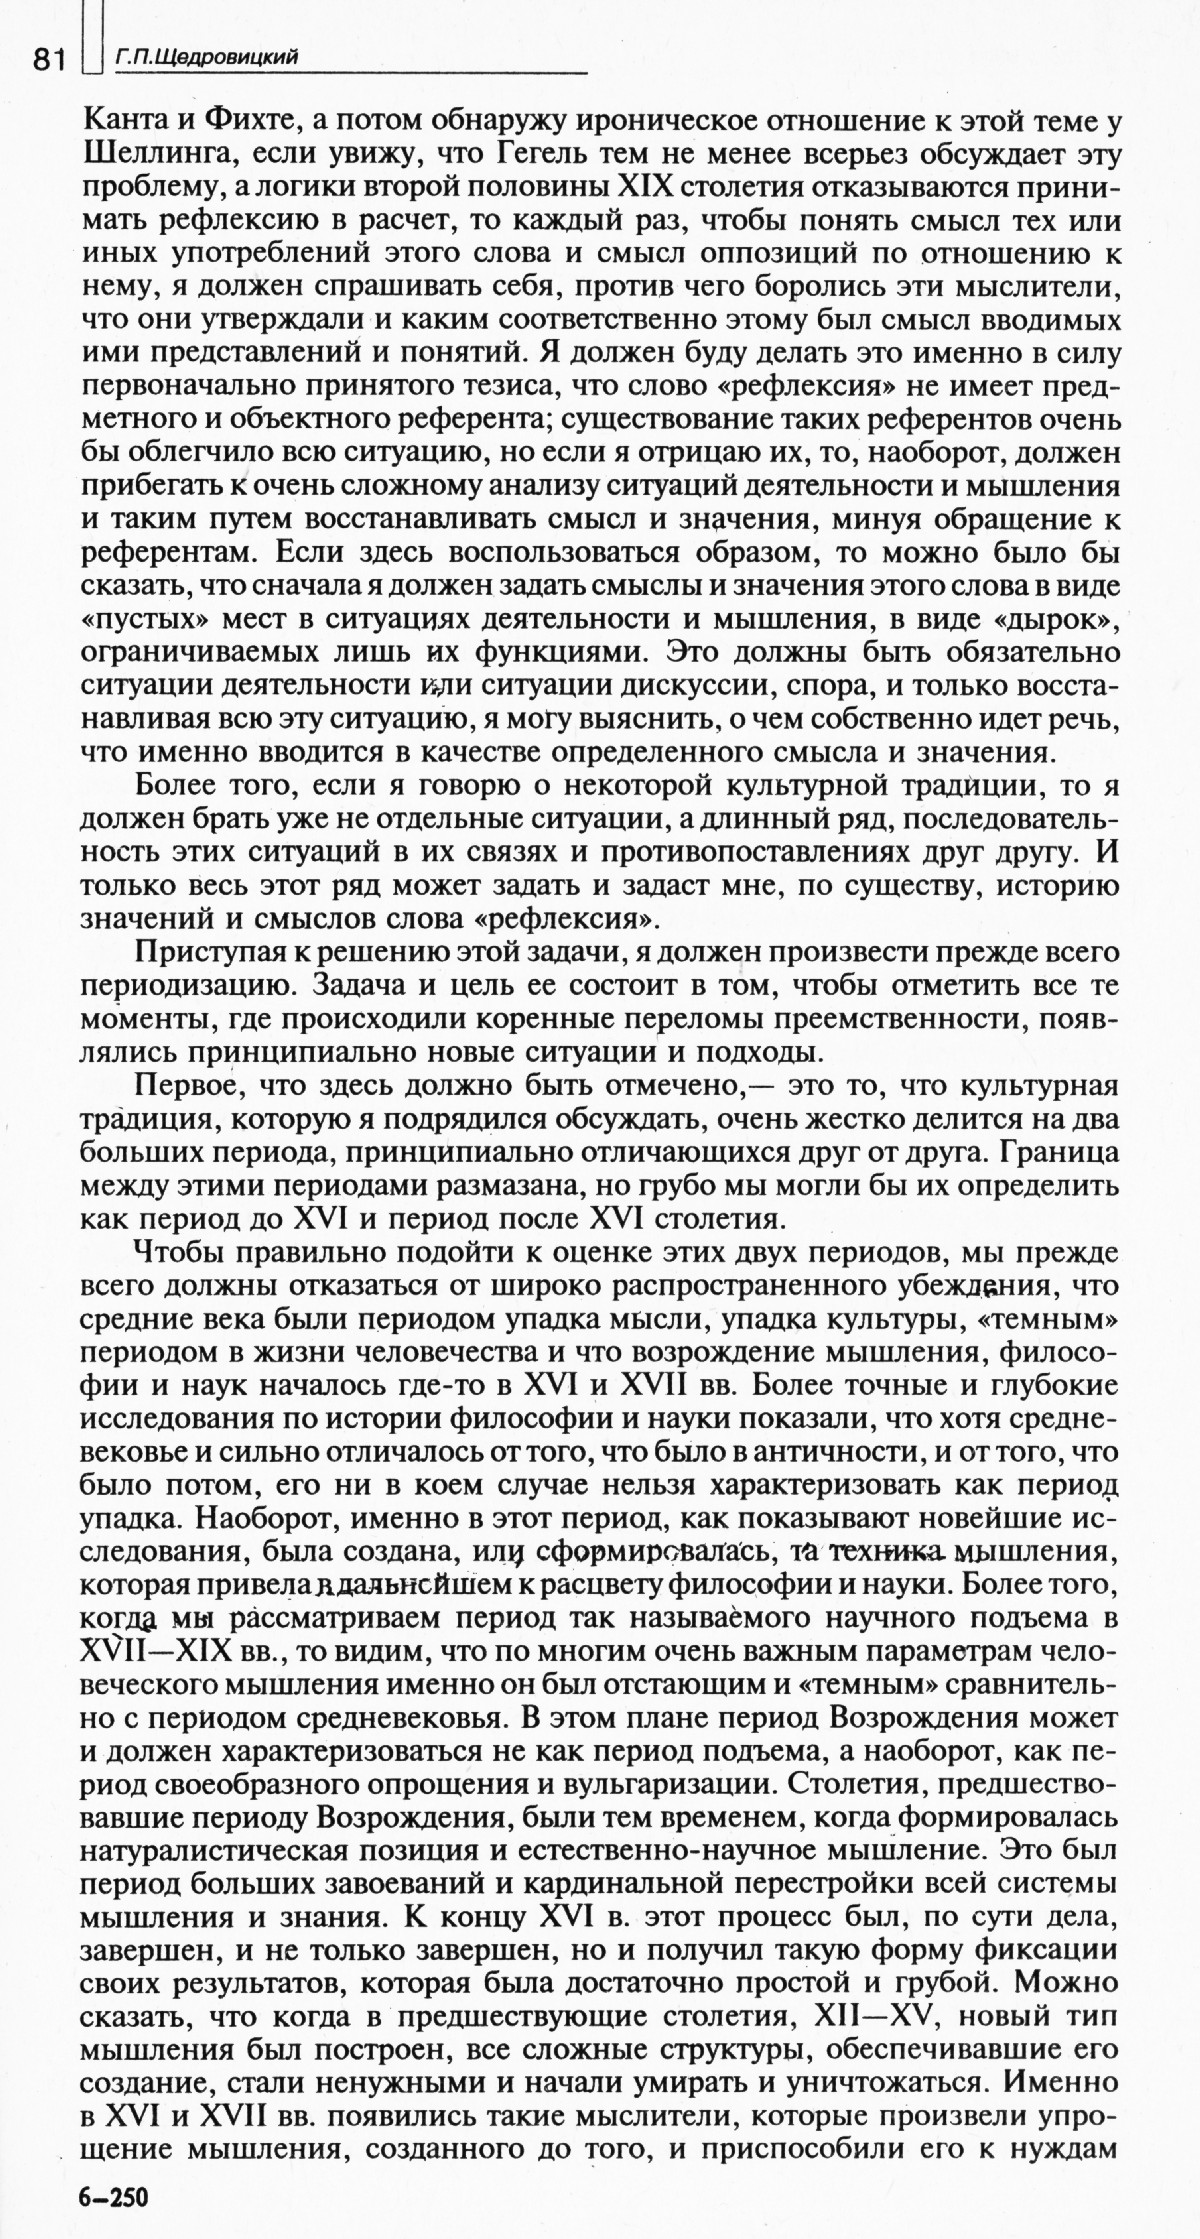 81
Г.П.Щедровицкий
Канта и Фихте, а потом обнаружу ироническое отношение к этой теме у
Шеллинга, если увижу, что Гегель тем не менее всерьез обсуждает эту
проблему, а логики второй половины XIX столетия отказываются прини-
мать рефлексию в расчет, то каждый раз, чтобы понять смысл тех или
иных употреблений этого слова и смысл оппозиций по отношению к
нему, я должен спрашивать себя, против чего боролись эти мыслители,
что они утверждали и каким соответственно этому был смысл вводимых
ими представлений и понятий. Я должен буду делать это именно в силу
первоначально принятого тезиса, что слово «рефлексия» не имеет пред-
метного и объектного референта; существование таких референтов очень
бы облегчило всю ситуацию, но если я отрицаю их, то, наоборот, должен
прибегать к очень сложному анализу ситуаций деятельности и мышления
и таким путем восстанавливать смысл и значения, минуя обращение к
референтам. Если здесь воспользоваться образом, то можно было бы
сказать, что сначала я должен задать смыслы и значения этого слова в виде
«пустых» мест в ситуациях деятельности и мышления, в виде «дырок»,
ограничиваемых лишь их функциями. Это должны быть обязательно
ситуации деятельности или ситуации дискуссии, спора, и только восста-
навливая всю эту ситуацию, я могу выяснить, о чем собственно идет речь,
что именно вводится в качестве определенного смысла и значения.
Более того, если я говорю о некоторой культурной традиции, то я
должен брать уже не отдельные ситуации, а длинный ряд, последователь-
ность этих ситуаций в их связях и противопоставлениях друг другу. И
только весь этот ряд может задать и задаст мне, по существу, историю
значений и смыслов слова «рефлексия».
Приступая к решению этой задачи, я должен произвести прежде всего
периодизацию. Задача и цель ее состоит в том, чтобы отметить все те
моменты, где происходили коренные переломы преемственности, появ-
лялись принципиально новые ситуации и подходы.
Первое, что здесь должно быть отмечено,— это то, что культурная
традиция, которую я подрядился обсуждать, очень жестко делится на два
больших периода, принципиально отличающихся друг от друга. Граница
между этими периодами размазана, но грубо мы могли бы их определить
как период до XVI и период после XVI столетия.
Чтобы правильно подойти к оценке этих двух периодов, мы прежде
всего должны отказаться от широко распространенного убеждения, что
средние века были периодом упадка мысли, упадка культуры, «темным»
периодом в жизни человечества и что возрождение мышления, филосо-
фии и наук началось где-то в XVI и XVII вв. Более точные и глубокие
исследования по истории философии и науки показали, что хотя средне-
вековье и сильно отличалось от того, что было в античности, и от того, что
было потом, его ни в коем случае нельзя характеризовать как период
упадка. Наоборот, именно в этот период, как показывают новейшие ис-
следования, была создана, или сформировалась, та техника мышления,
которая привела в дальнейшем к расцвету философии и науки. Более того,
когда мы рассматриваем период так называемого научного подъема в
XVII—XIX вв., то видим, что по многим очень важным параметрам чело-
веческого мышления именно он был отстающим и «темным» сравнитель-
но с периодом средневековья. В этом плане период Возрождения может
и должен характеризоваться не как период подъема, а наоборот, как пе-
риод своеобразного опрощения и вульгаризации. Столетия, предшество-
вавшие периоду Возрождения, были тем временем, когда формировалась
натуралистическая позиция и естественно-научное мышление. Это был
период больших завоеваний и кардинальной перестройки всей системы
мышления и знания. К концу XVI в. этот процесс был, по сути дела,
завершен, и не только завершен, но и получил такую форму фиксации
своих результатов, которая была достаточно простой и грубой. Можно
сказать, что когда в предшествующие столетия, XII—XV, новый тип
мышления был построен, все сложные структуры, обеспечивавшие его
создание, стали ненужными и начали умирать и уничтожаться. Именно
в XVI и XVII вв. появились такие мыслители, которые произвели упро-
щение мышления, созданного до того, и приспособили его к нуждам
6–250